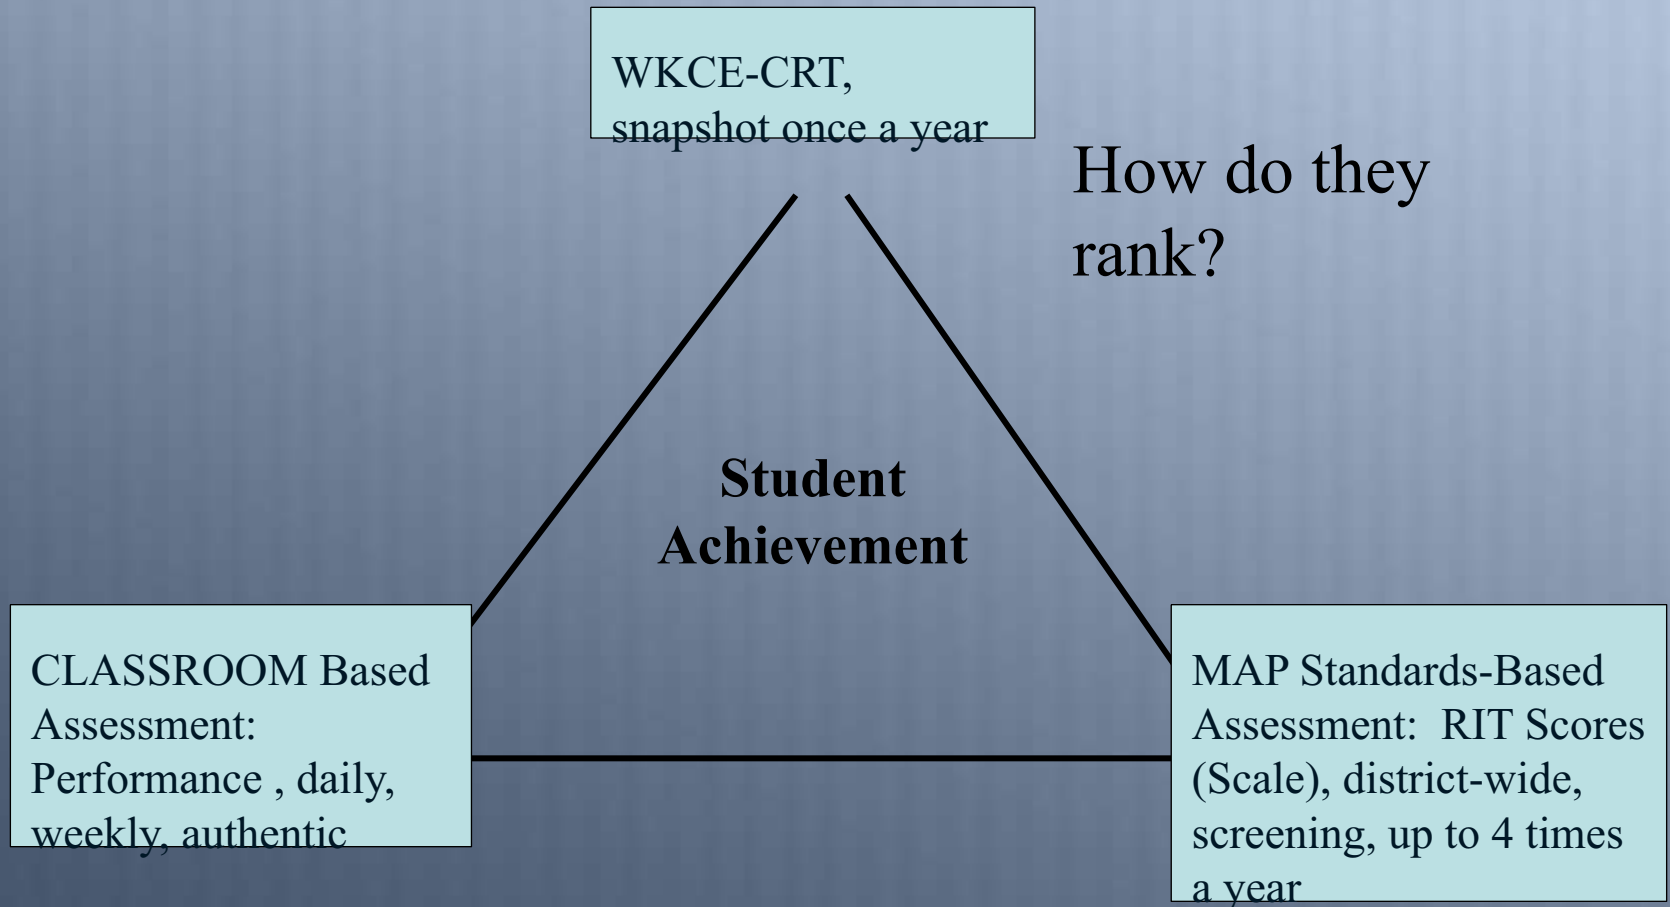 WKCE-CRT,
snapshot once a year
How do they
rank?
Student
Achievement
CLASSROOM Based
Assessment:
Performance , daily,
weekly, authentic
MAP Standards-Based
Assessment:  RIT Scores
(Scale), district-wide,
screening, up to 4 times
a year